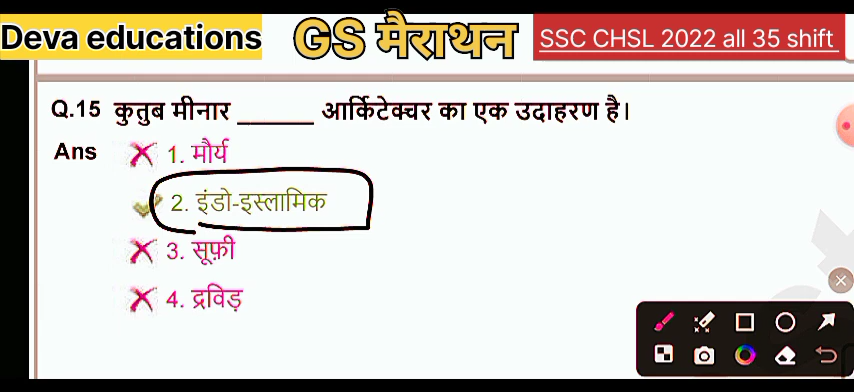 Deva educations GS मैराथन SSC CHSL 2022 all 35 shift
Q.15 कुतुब मीनार ______ आर्किटेक्चर का एक उदाहरण है।
Ans 1. मौर्य
2. इंडो-इस्लामिक
3. सूफ़ी
4. द्रविड़